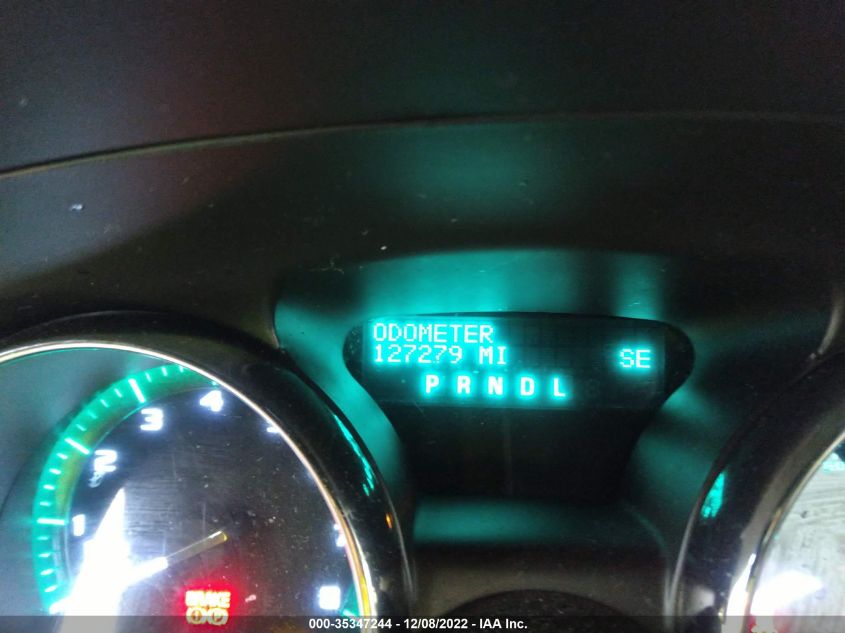 ODOMETER
127279 MI SE
P R N D L
4
3
2
1
BRAKE
P
000-35347244 - 12/08/2022 - IAA Inc.